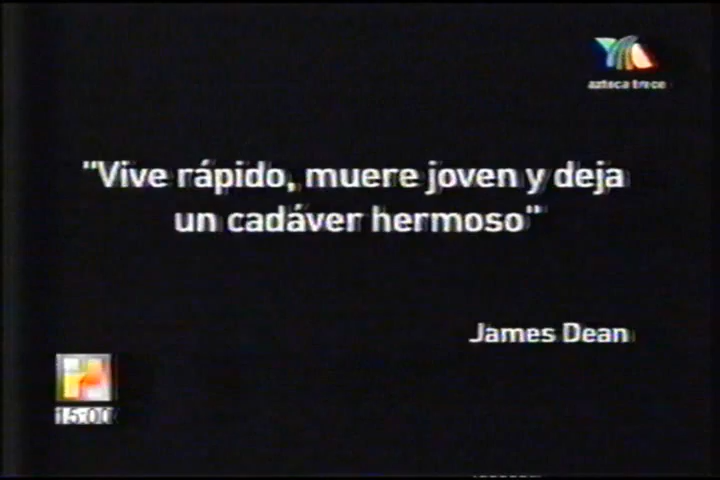 azteca trece
"Vive rápido, muere joven y deja
un cadáver hermoso"
James Dean
15:00